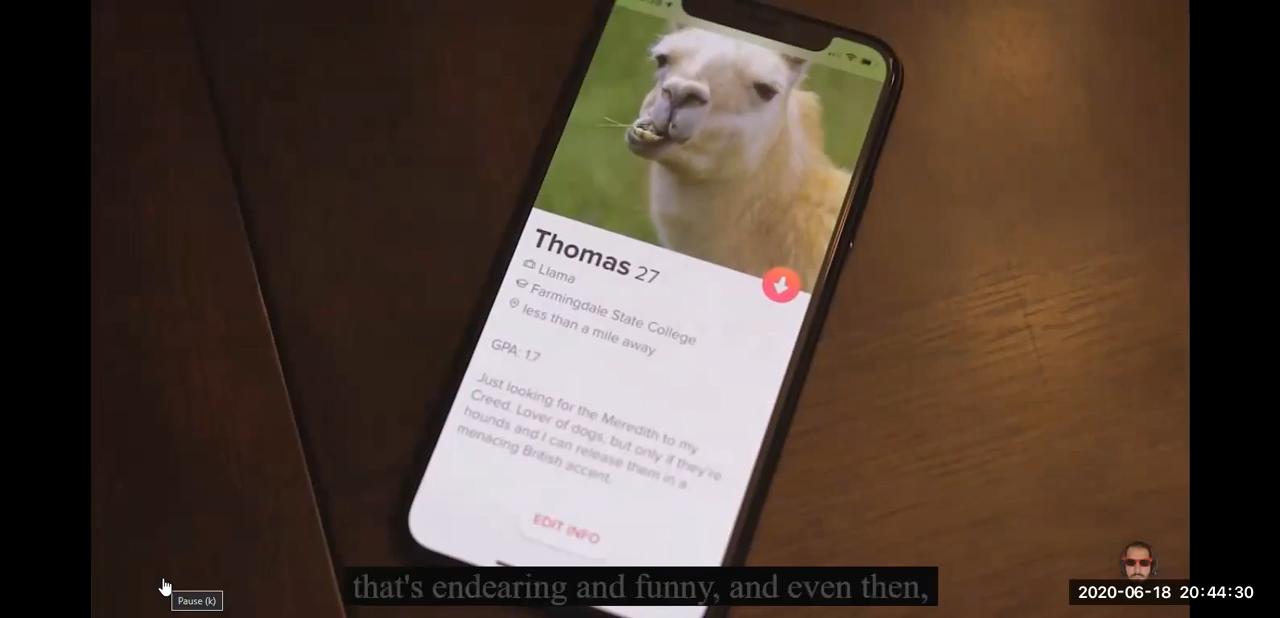 Thomas 27
Llama
Farmingdale State College
less than a mile away
GPA: 1.7
Just looking for the Meredith to my
Creed. Lover of dogs, but only if they're
hounds and I can release them in a
menacing British accent.
EDIT INFO
that's endearing and funny, and even then,
Pause (k)
2020-06-18 20:44:30